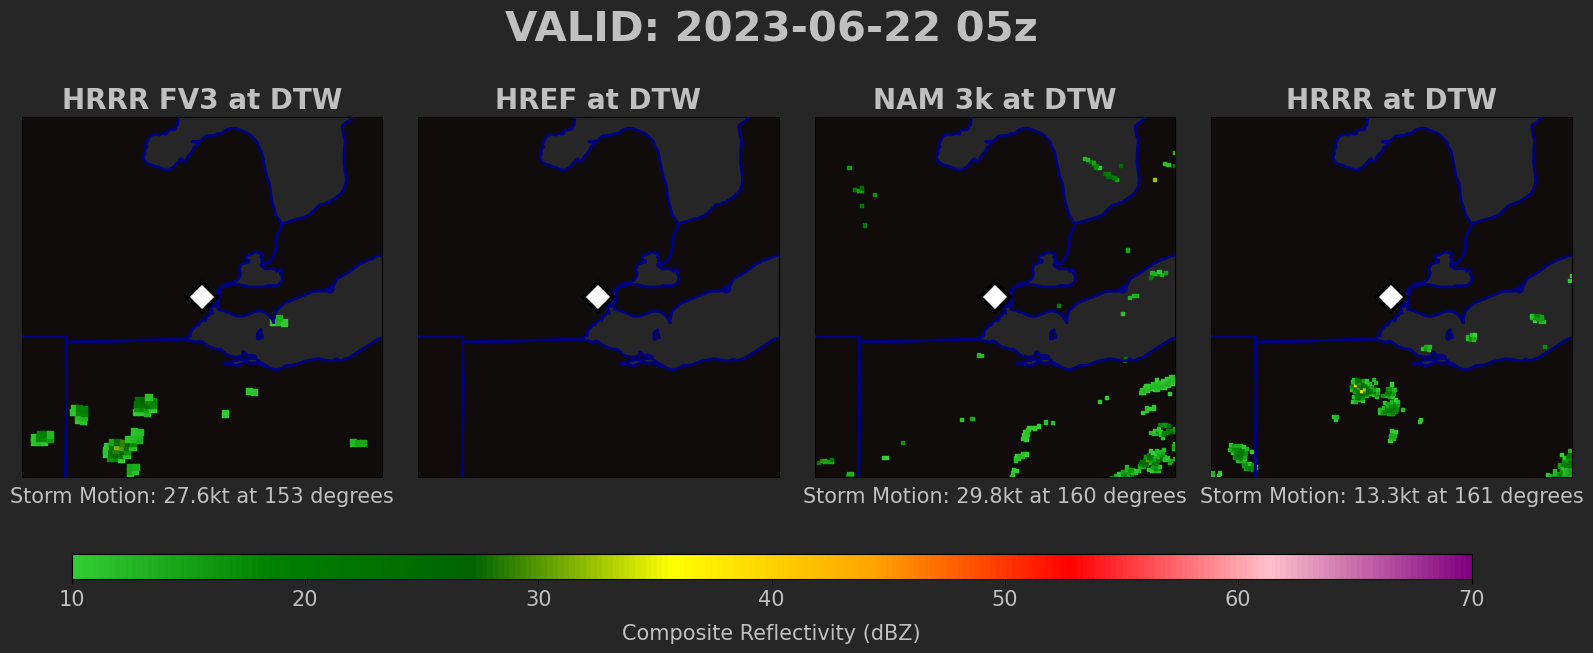 VALID: 2023-06-22 05z
HRRR FV3 at DTW
HREF at DTW
NAM 3k at DTW
HRRR at DTW
Storm Motion: 27.6kt at 153 degrees
Storm Motion: 29.8kt at 160 degrees
Storm Motion: 13.3kt at 161 degrees
10 20 30 40 50 60 70
Composite Reflectivity (dBZ)